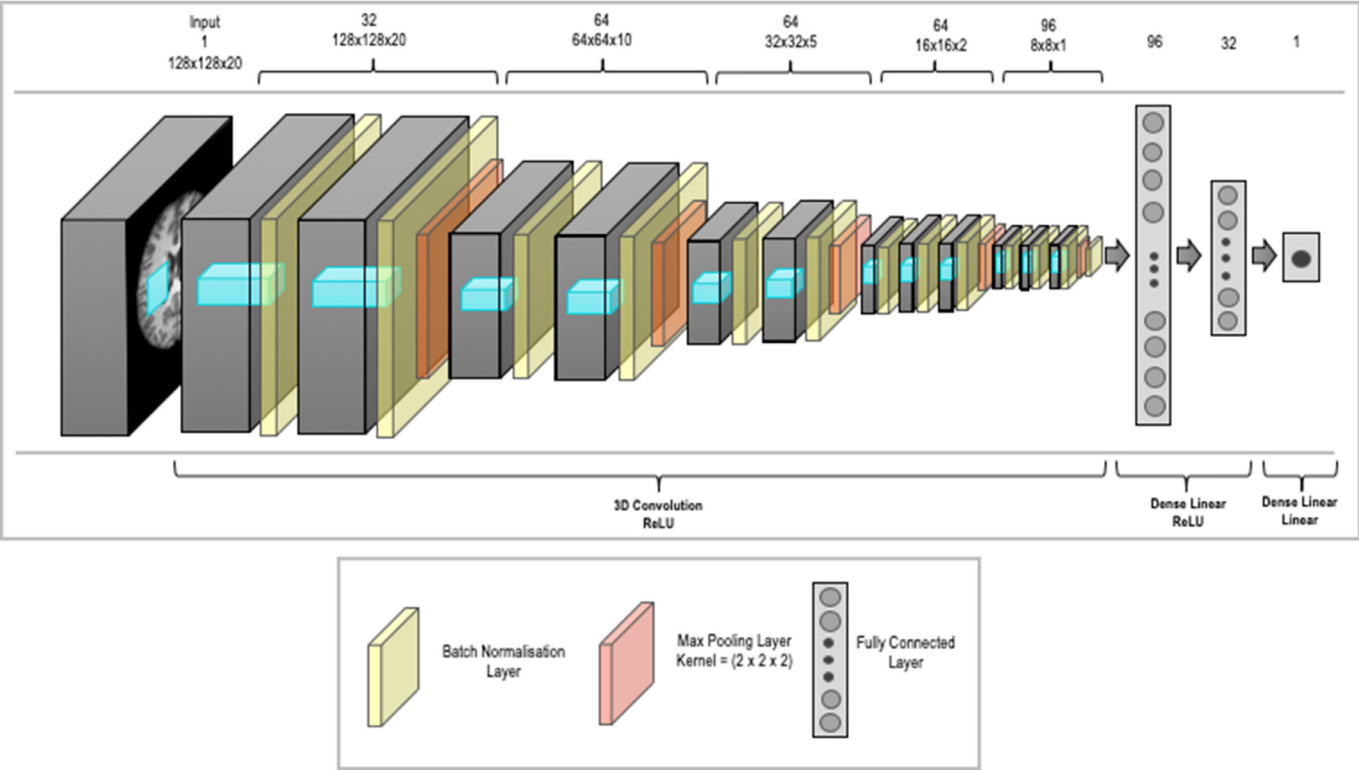 Input
1
128x128x20
32
128x128x20
64
64x64x10
64
32x32x5
64
16x16x2
96
8x8x1
96
32
1
3D Convolution
ReLU
Dense Linear
ReLU
Dense Linear
Linear
Batch Normalisation
Layer
Max Pooling Layer
Kernel = (2 x 2 x 2)
Fully Connected
Layer